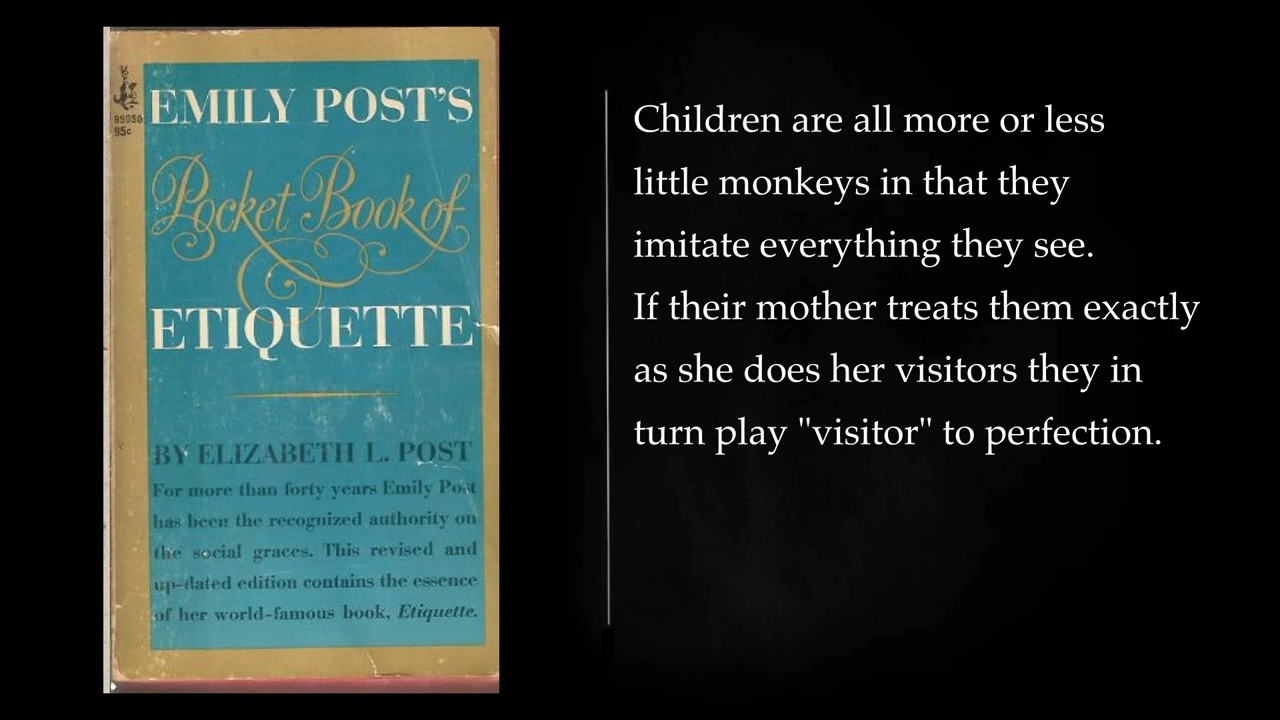 EMILY POST'S
95050
95c
Pocket Book of
ETIQUETTE
BY ELIZABETH L. POST
For more than forty years Emily Post
has been the recognized authority on
the social graces. This revised and
up-dated edition contains the essence
of her world-famous book, Etiquette.
Children are all more or less
little monkeys in that they
imitate everything they see.
If their mother treats them exactly
as she does her visitors they in
turn play "visitor" to perfection.